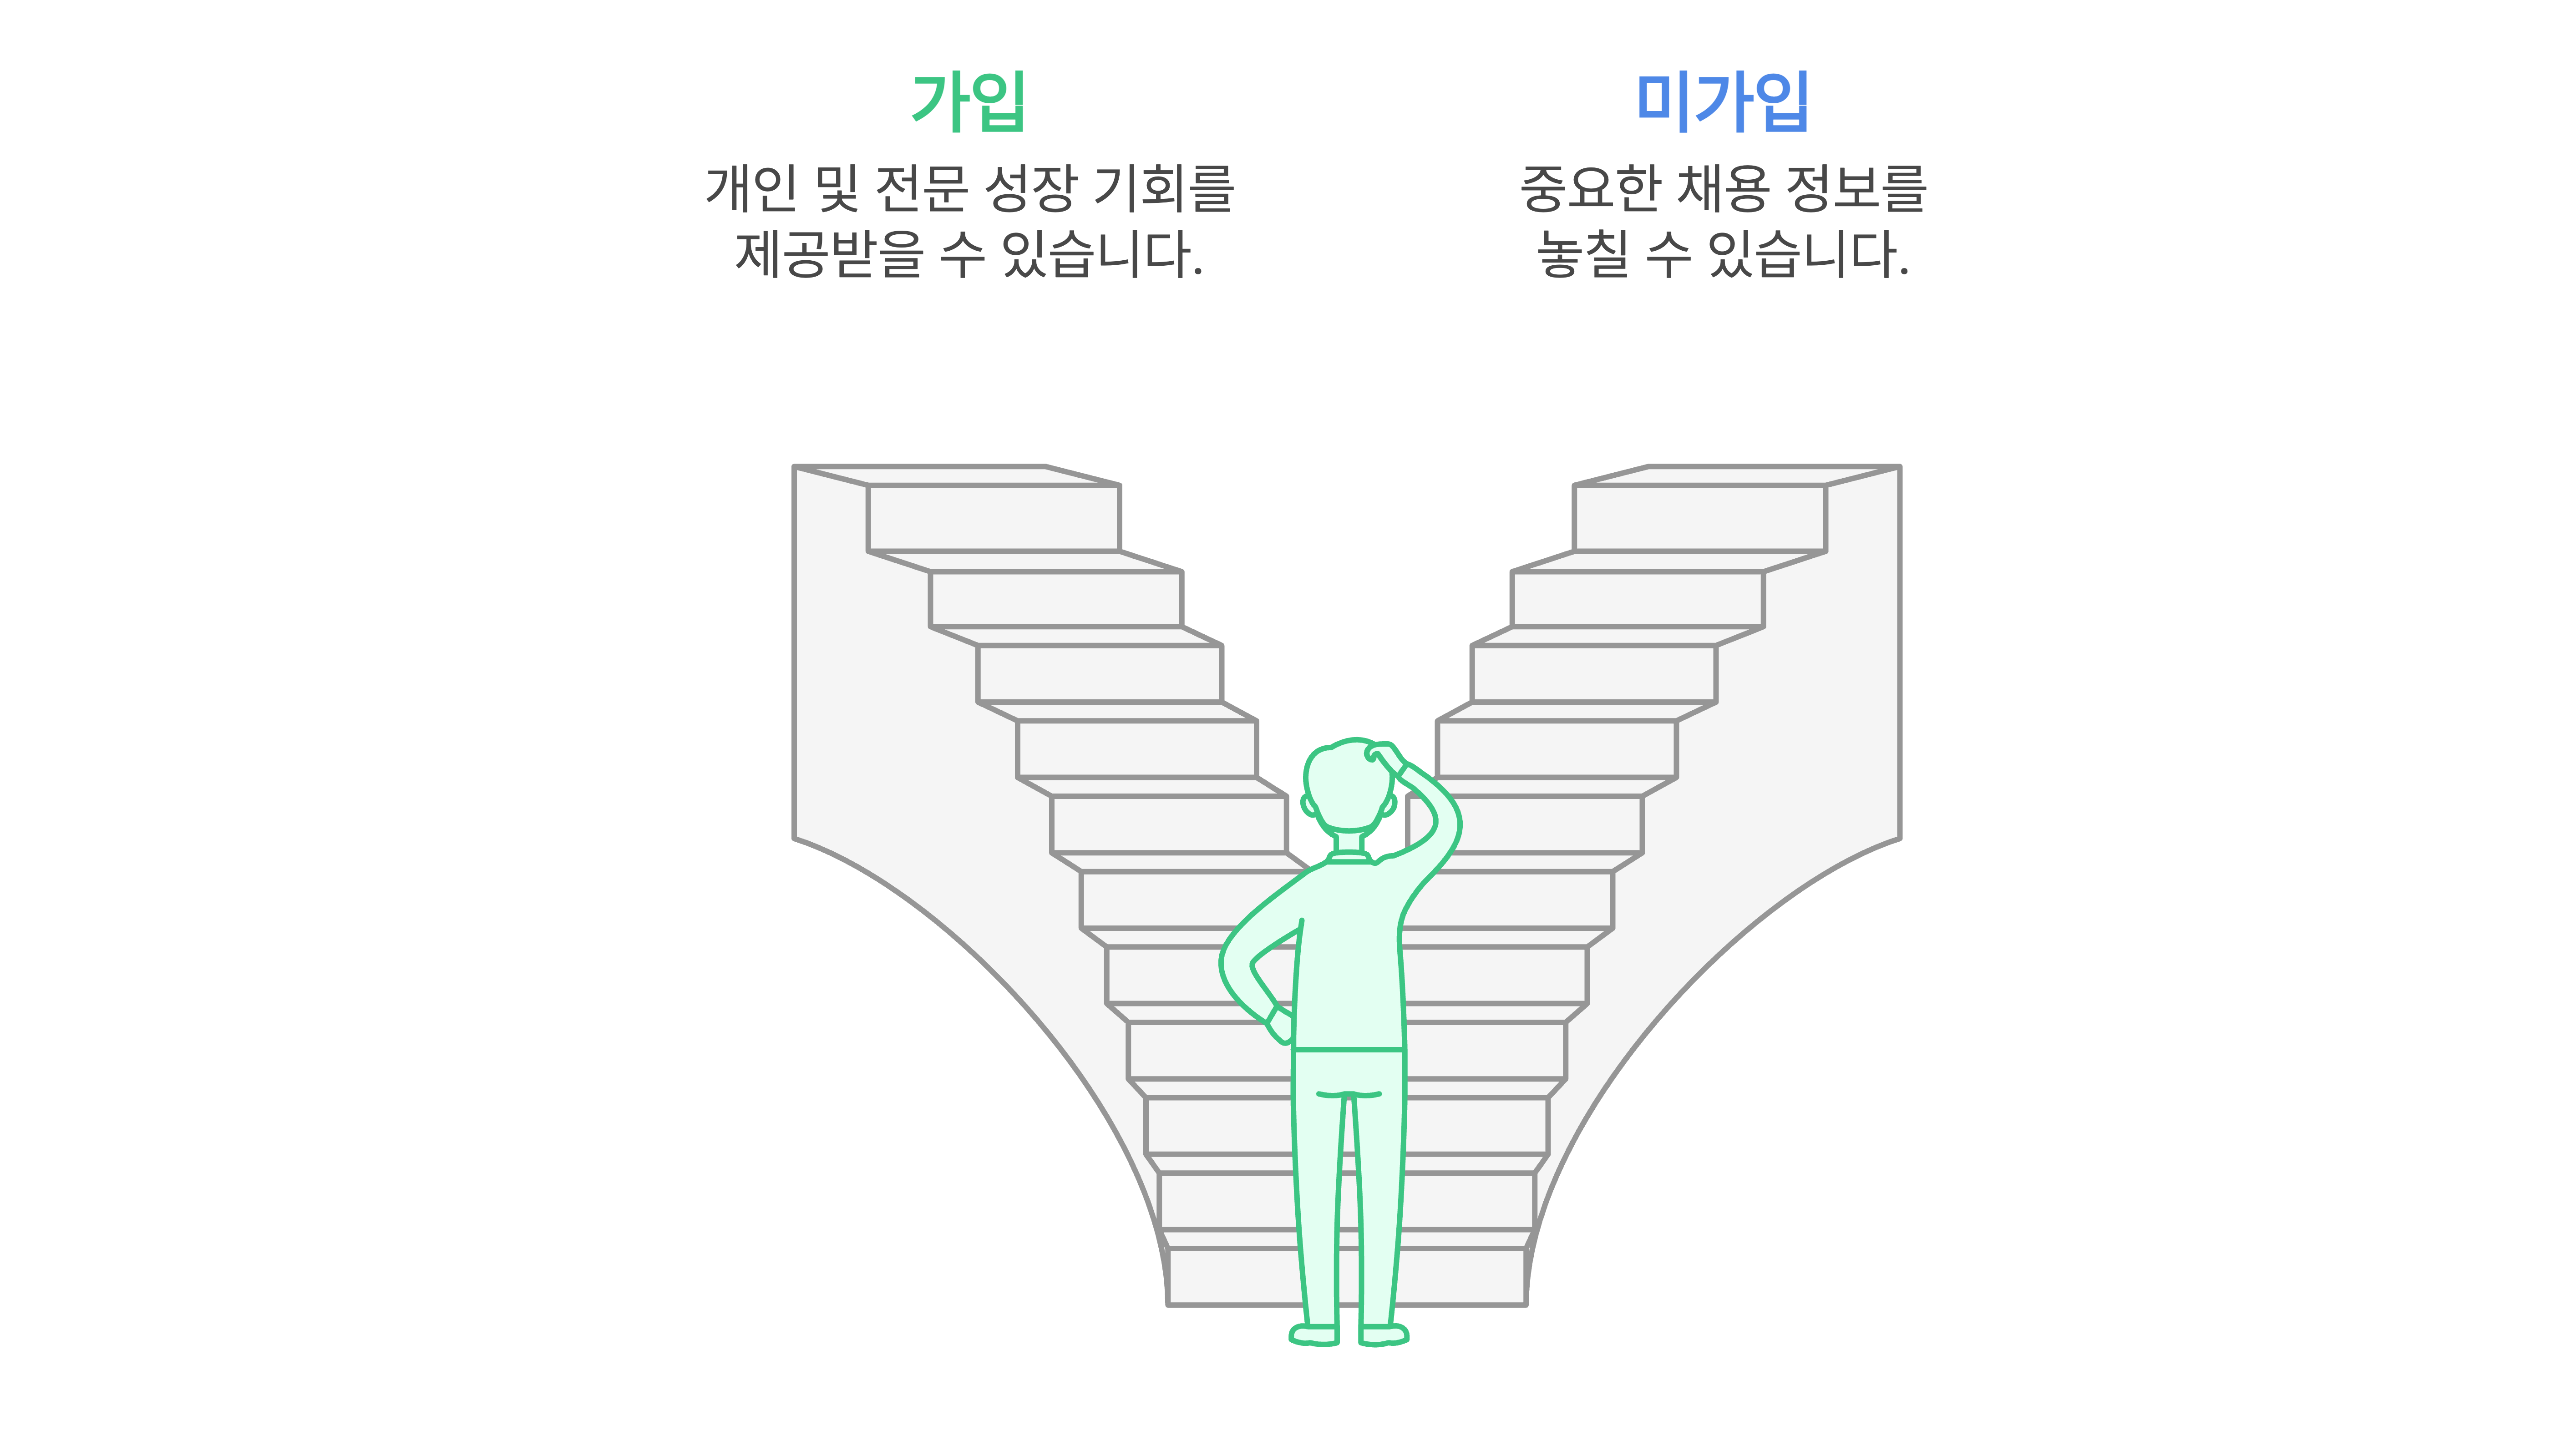 가입
개인 및 전문 성장 기회를
제공받을 수 있습니다.
미가입
중요한 채용 정보를
놓칠 수 있습니다.